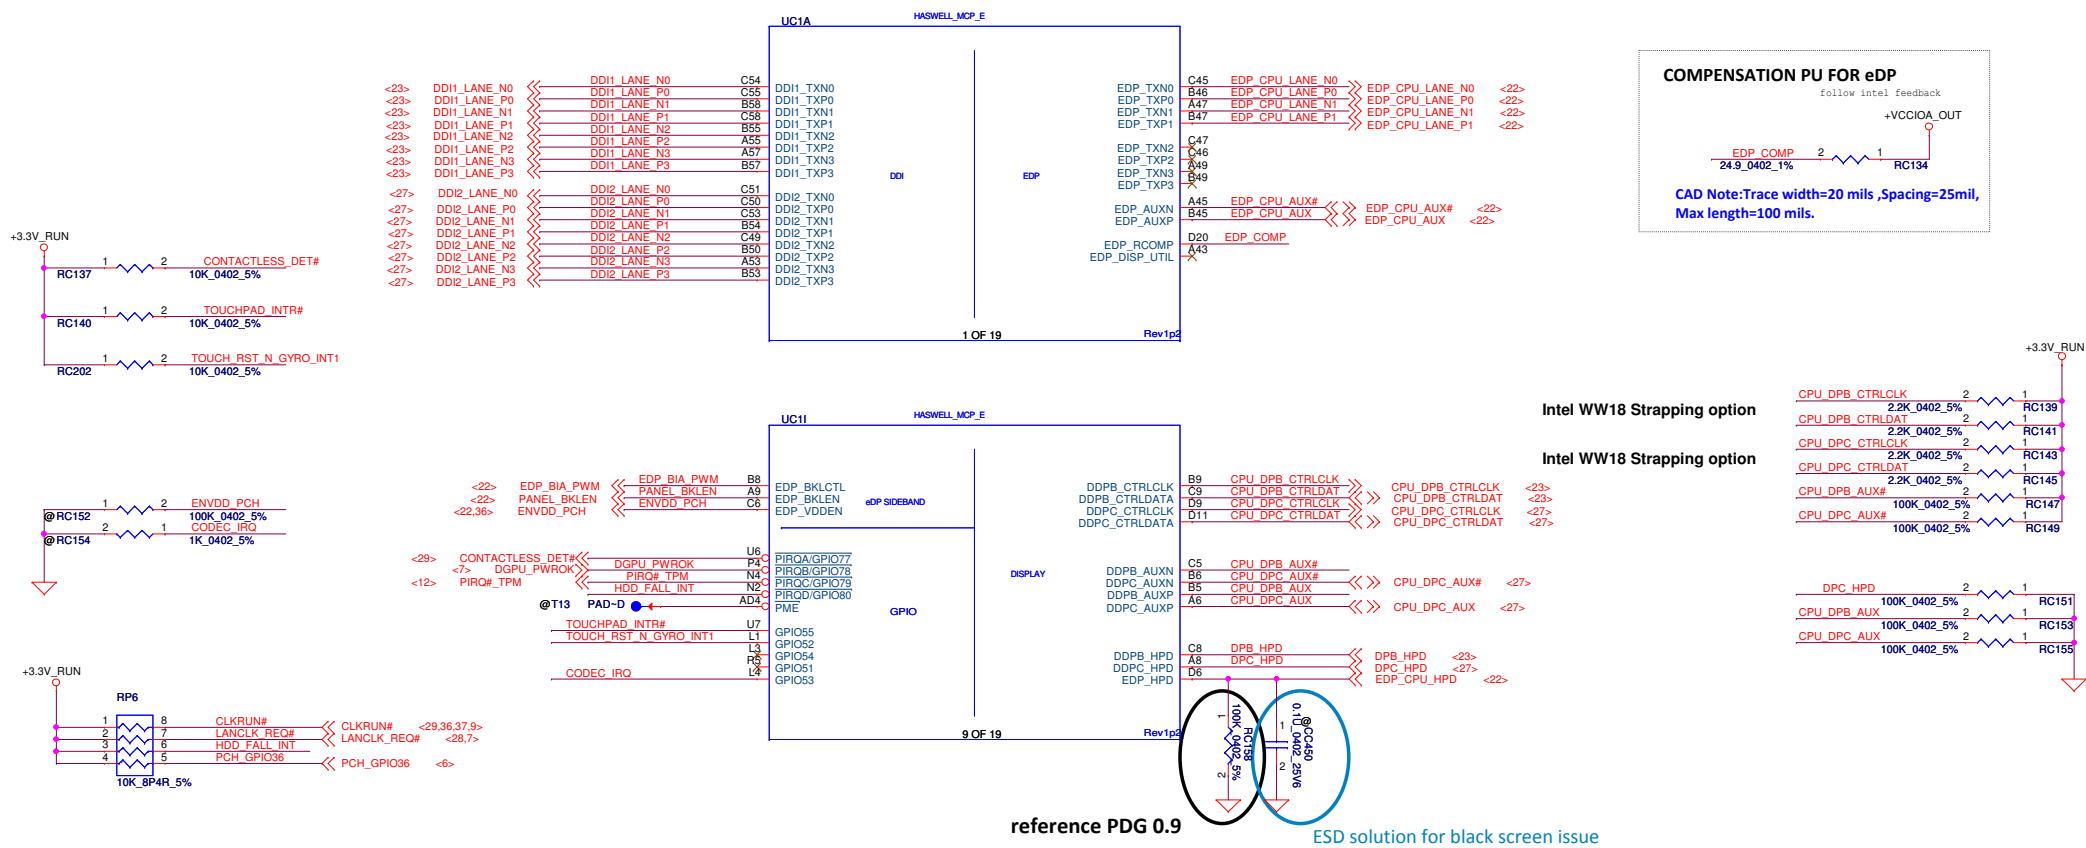 UC1A
HASWELL_MCP_E
<23> DDI1_LANE_N0 DDI1_LANE_N0 C54 DDI1_TXN0
<23> DDI1_LANE_P0 DDI1_LANE_P0 C55 DDI1_TXP0
<23> DDI1_LANE_N1 DDI1_LANE_N1 B58 DDI1_TXN1
<23> DDI1_LANE_P1 DDI1_LANE_P1 C58 DDI1_TXP1
<23> DDI1_LANE_N2 DDI1_LANE_N2 B55 DDI1_TXN2
<23> DDI1_LANE_P2 DDI1_LANE_P2 A55 DDI1_TXP2
<23> DDI1_LANE_N3 DDI1_LANE_N3 A57 DDI1_TXN3
<23> DDI1_LANE_P3 DDI1_LANE_P3 B57 DDI1_TXP3
<27> DDI2_LANE_N0 DDI2_LANE_N0 C51 DDI2_TXN0
<27> DDI2_LANE_P0 DDI2_LANE_P0 C50 DDI2_TXP0
<27> DDI2_LANE_N1 DDI2_LANE_N1 C53 DDI2_TXN1
<27> DDI2_LANE_P1 DDI2_LANE_P1 B54 DDI2_TXP1
<27> DDI2_LANE_N2 DDI2_LANE_N2 C49 DDI2_TXN2
<27> DDI2_LANE_P2 DDI2_LANE_P2 B50 DDI2_TXP2
<27> DDI2_LANE_N3 DDI2_LANE_N3 A53 DDI2_TXN3
<27> DDI2_LANE_P3 DDI2_LANE_P3 B53 DDI2_TXP3
DDI EDP
EDP_TXN0 C45 EDP_CPU_LANE_N0 EDP_CPU_LANE_N0 <22>
EDP_TXP0 B46 EDP_CPU_LANE_P0 EDP_CPU_LANE_P0 <22>
EDP_TXN1 A47 EDP_CPU_LANE_N1 EDP_CPU_LANE_N1 <22>
EDP_TXP1 B47 EDP_CPU_LANE_P1 EDP_CPU_LANE_P1 <22>
EDP_TXN2 C47
EDP_TXP2 C46
EDP_TXN3 A49
EDP_TXP3 B49
EDP_AUXN A45 EDP_CPU_AUX# EDP_CPU_AUX# <22>
EDP_AUXP B45 EDP_CPU_AUX EDP_CPU_AUX <22>
EDP_RCOMP D20 EDP_COMP
EDP_DISP_UTIL A43
1 OF 19 Rev1p2
COMPENSATION PU FOR eDP
follow intel feedback
+VCCIOA_OUT
EDP_COMP 2 1
24.9_0402_1% RC134
CAD Note:Trace width=20 mils ,Spacing=25mil,
Max length=100 mils.
+3.3V_RUN
1 2 CONTACTLESS_DET#
RC137 10K_0402_5%
1 2 TOUCHPAD_INTR#
RC140 10K_0402_5%
1 2 TOUCH_RST_N_GYRO_INT1
RC202 10K_0402_5%
1 2 ENVDD_PCH
@RC152 100K_0402_5%
2 1 CODEC_IRQ
@RC154 1K_0402_5%
+3.3V_RUN
RP6
1 8 CLKRUN# CLKRUN# <29,36,37,9>
2 7 LANCLK_REQ# LANCLK_REQ# <28,7>
3 6 HDD_FALL_INT
4 5 PCH_GPIO36 PCH_GPIO36 <6>
10K_8P4R_5%
UC1I
HASWELL_MCP_E
<22> EDP_BIA_PWM EDP_BIA_PWM B8 EDP_BKLCTL
<22> PANEL_BKLEN PANEL_BKLEN A9 EDP_BKLEN
<22,36> ENVDD_PCH ENVDD_PCH C6 EDP_VDDEN
eDP SIDEBAND
<29> CONTACTLESS_DET# U6 PIRQA/GPIO77
<7> DGPU_PWROK DGPU_PWROK P4 PIRQB/GPIO78
<12> PIRQ#_TPM PIRQ#_TPM N4 PIRQC/GPIO79
HDD_FALL_INT N2 PIRQD/GPIO80
@T13 PAD~D AD4 PME
TOUCHPAD_INTR# U7 GPIO55
TOUCH_RST_N_GYRO_INT1 L1 GPIO52
L3 GPIO54
R5 GPIO51
CODEC_IRQ L4 GPIO53
GPIO
DISPLAY
DDPB_CTRLCLK B9 CPU_DPB_CTRLCLK CPU_DPB_CTRLCLK <23>
DDPB_CTRLDATA C9 CPU_DPB_CTRLDAT CPU_DPB_CTRLDAT <23>
DDPC_CTRLCLK D9 CPU_DPC_CTRLCLK CPU_DPC_CTRLCLK <27>
DDPC_CTRLDATA D11 CPU_DPC_CTRLDAT CPU_DPC_CTRLDAT <27>
DDPB_AUXN C5 CPU_DPB_AUX#
DDPC_AUXN B6 CPU_DPC_AUX# CPU_DPC_AUX# <27>
DDPB_AUXP B5 CPU_DPB_AUX
DDPC_AUXP A6 CPU_DPC_AUX CPU_DPC_AUX <27>
DDPB_HPD C8 DPB_HPD DPB_HPD <23>
DDPC_HPD A8 DPC_HPD DPC_HPD <27>
EDP_HPD D6 EDP_CPU_HPD <22>
9 OF 19 Rev1p2
1 2 RC158
100K_0402_5%
1 2 @CC450
0.1U_0402_25V6
reference PDG 0.9
ESD solution for black screen issue
Intel WW18 Strapping option
Intel WW18 Strapping option
+3.3V_RUN
CPU_DPB_CTRLCLK 2 1
2.2K_0402_5% RC139
CPU_DPB_CTRLDAT 2 1
2.2K_0402_5% RC141
CPU_DPC_CTRLCLK 2 1
2.2K_0402_5% RC143
CPU_DPC_CTRLDAT 2 1
2.2K_0402_5% RC145
CPU_DPB_AUX# 2 1
100K_0402_5% RC147
CPU_DPC_AUX# 2 1
100K_0402_5% RC149
DPC_HPD 2 1
100K_0402_5% RC151
CPU_DPB_AUX 2 1
100K_0402_5% RC153
CPU_DPC_AUX 2 1
100K_0402_5% RC155